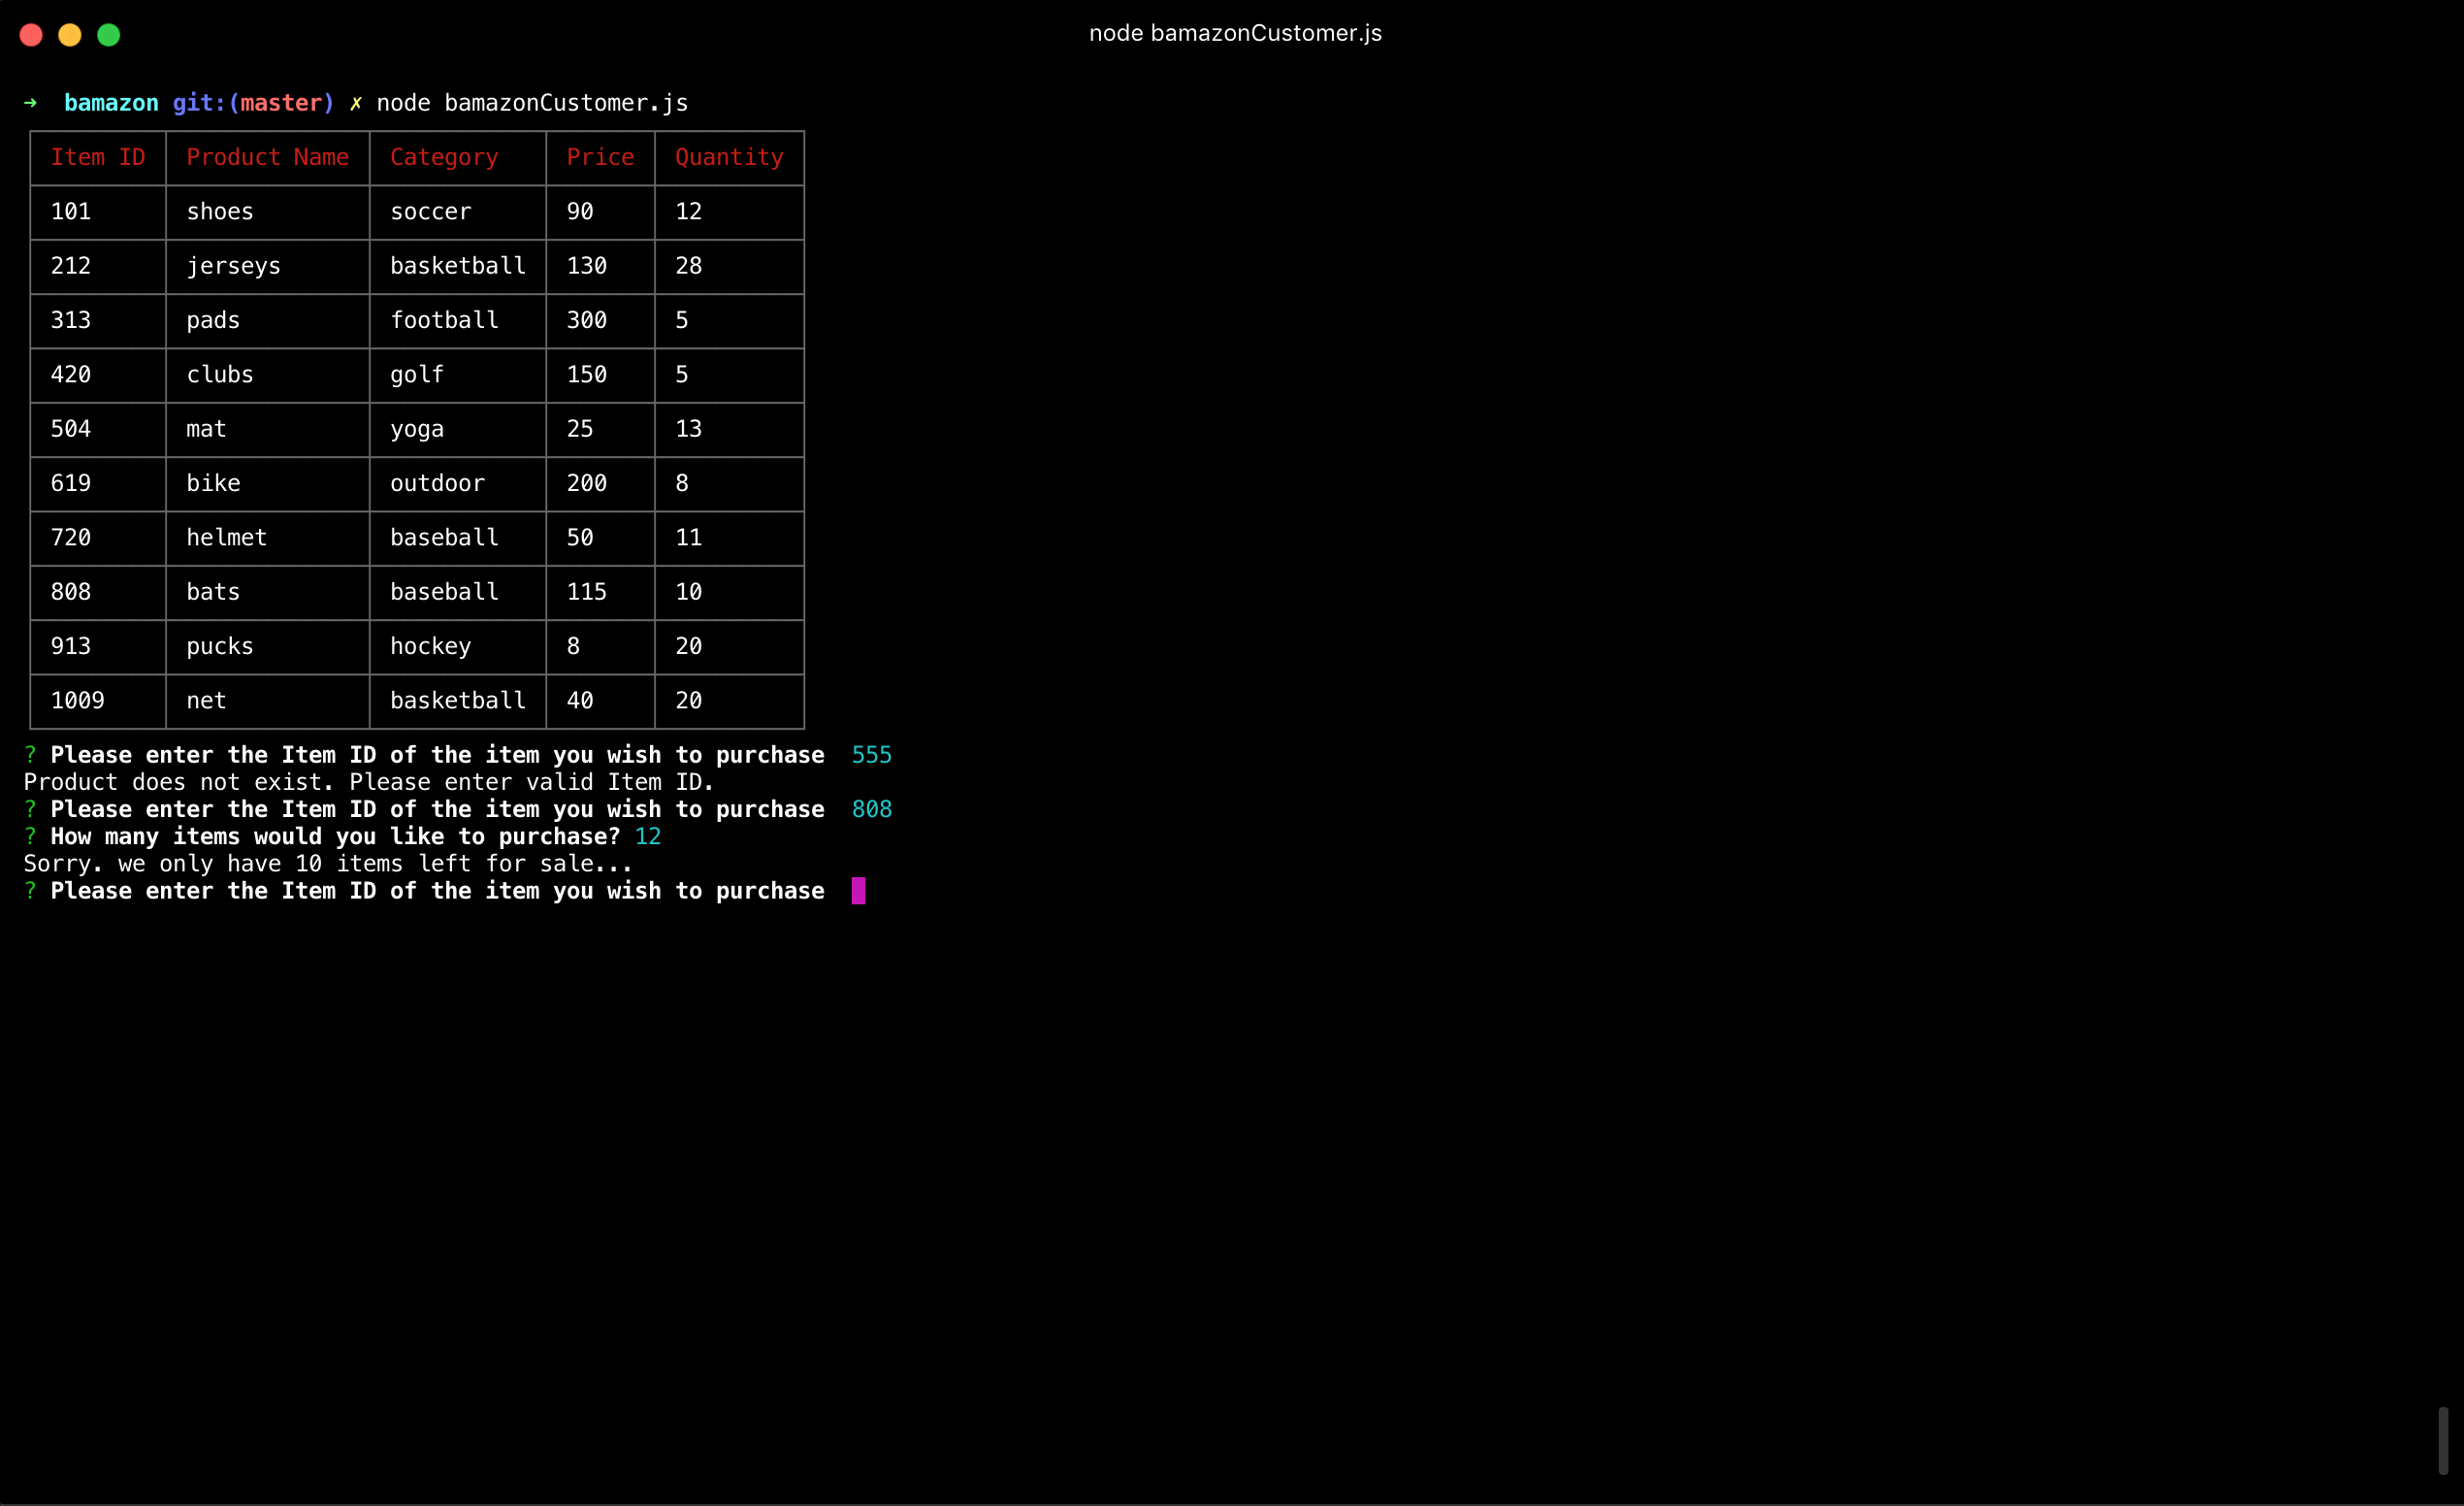 node bamazonCustomer.js
➜  bamazon git:(master) ✗ node bamazonCustomer.js
Item ID Product Name Category Price Quantity
101 shoes soccer 90 12
212 jerseys basketball 130 28
313 pads football 300 5
420 clubs golf 150 5
504 mat yoga 25 13
619 bike outdoor 200 8
720 helmet baseball 50 11
808 bats baseball 115 10
913 pucks hockey 8 20
1009 net basketball 40 20
? Please enter the Item ID of the item you wish to purchase  555
Product does not exist. Please enter valid Item ID.
? Please enter the Item ID of the item you wish to purchase  808
? How many items would you like to purchase? 12
Sorry. we only have 10 items left for sale...
? Please enter the Item ID of the item you wish to purchase